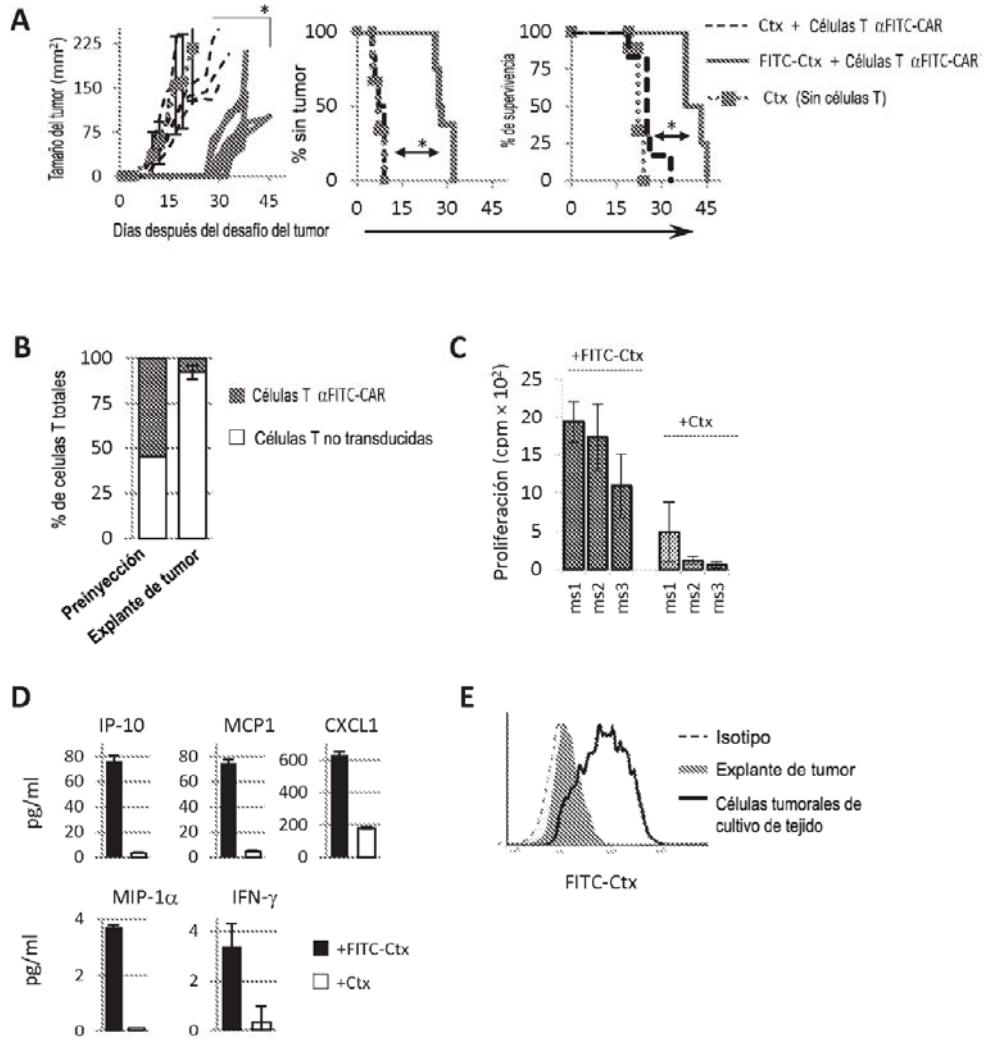 A
Tamaño del tumor (mm²)
225
150
75
0
0 15 30 45
*
Días después del desafío del tumor
% sin tumor
100
50
0
0 15 30 45
*
% de supervivencia
100
75
50
25
0
0 15 30 45
*
Ctx + Células T αFITC-CAR
FITC-Ctx + Células T αFITC-CAR
Ctx (Sin células T)
B
% de celulas T totales
100
75
50
25
0
Preinyección
Explante de tumor
Células T αFITC-CAR
Células T no transducidas
C
Proliferación (cpm × 10²)
25
20
15
10
5
0
+FITC-Ctx
+Ctx
ms1 ms2 ms3 ms1 ms2 ms3
D
IP-10
MCP1
CXCL1
pg/ml
80
60
40
20
0
80
60
40
20
0
600
400
200
0
MIP-1α
IFN-γ
pg/ml
4
2
0
4
2
0
+FITC-Ctx
+Ctx
E
Isotipo
Explante de tumor
Células tumorales de
cultivo de tejido
FITC-Ctx